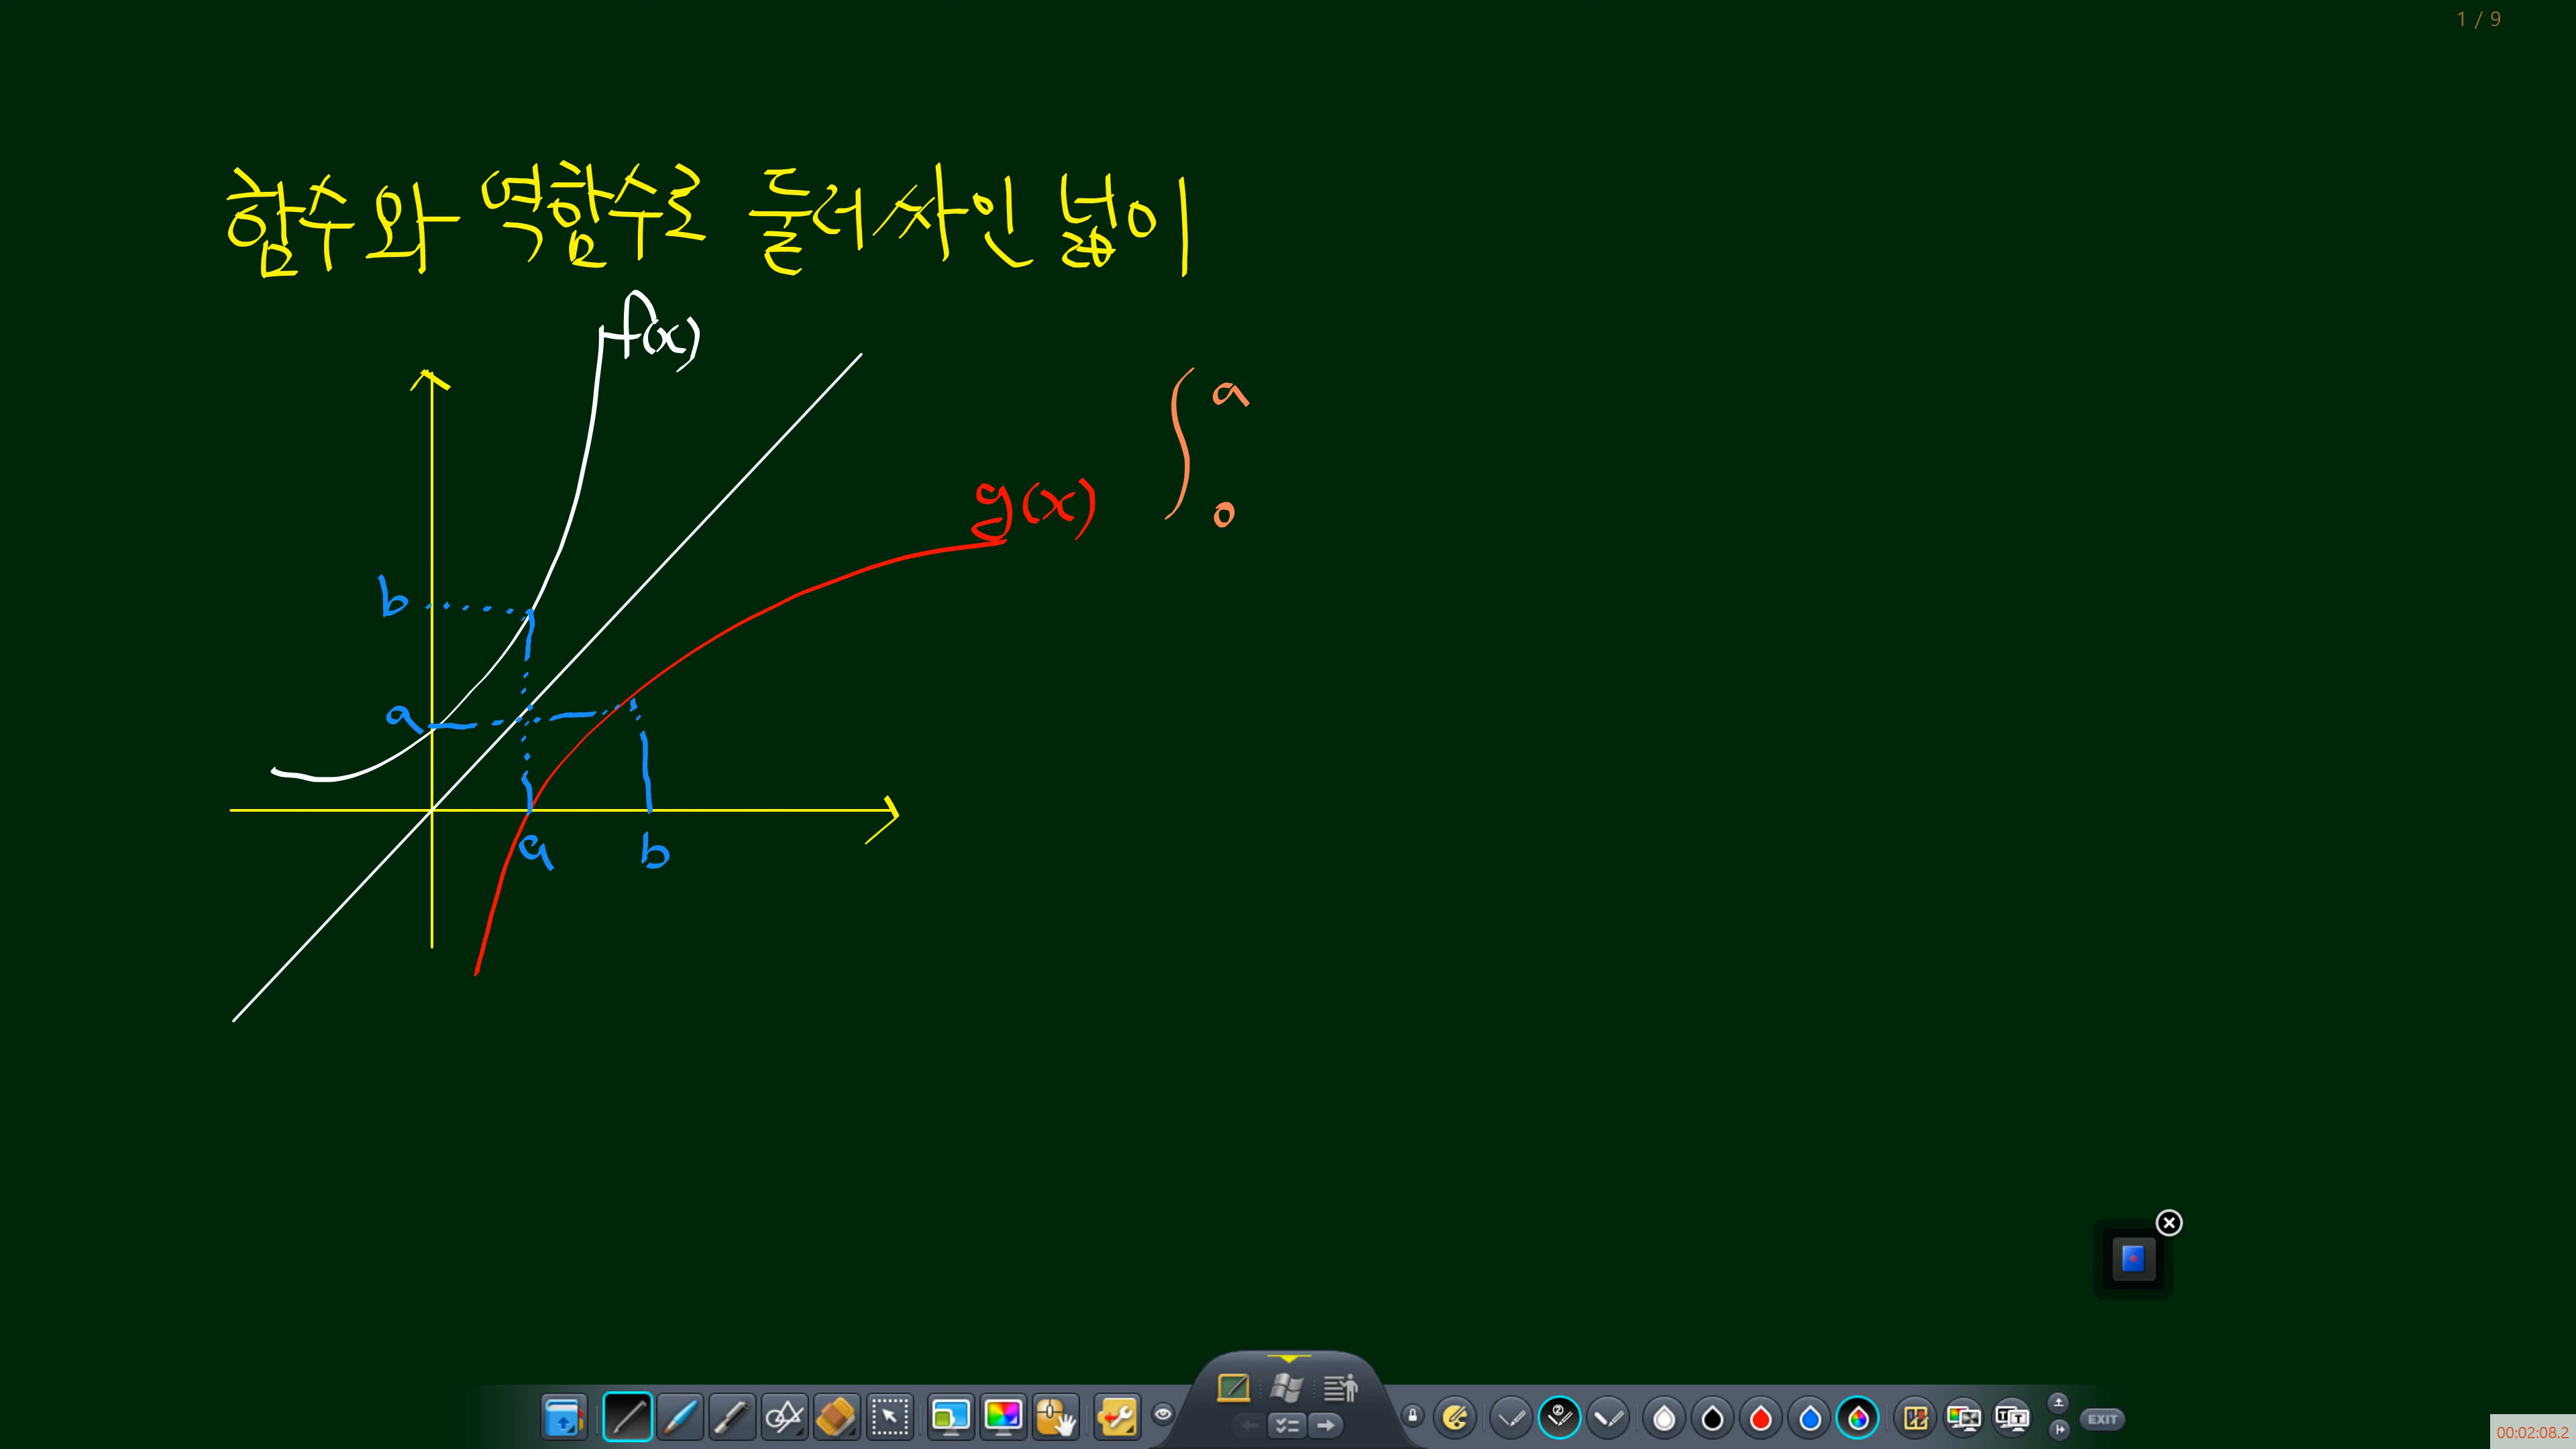 1 / 9
함수와 역함수로 둘러싸인 넓이
f(x)
g(x)
∫ a
0
b
a
a b
EXIT
00:02:08.2